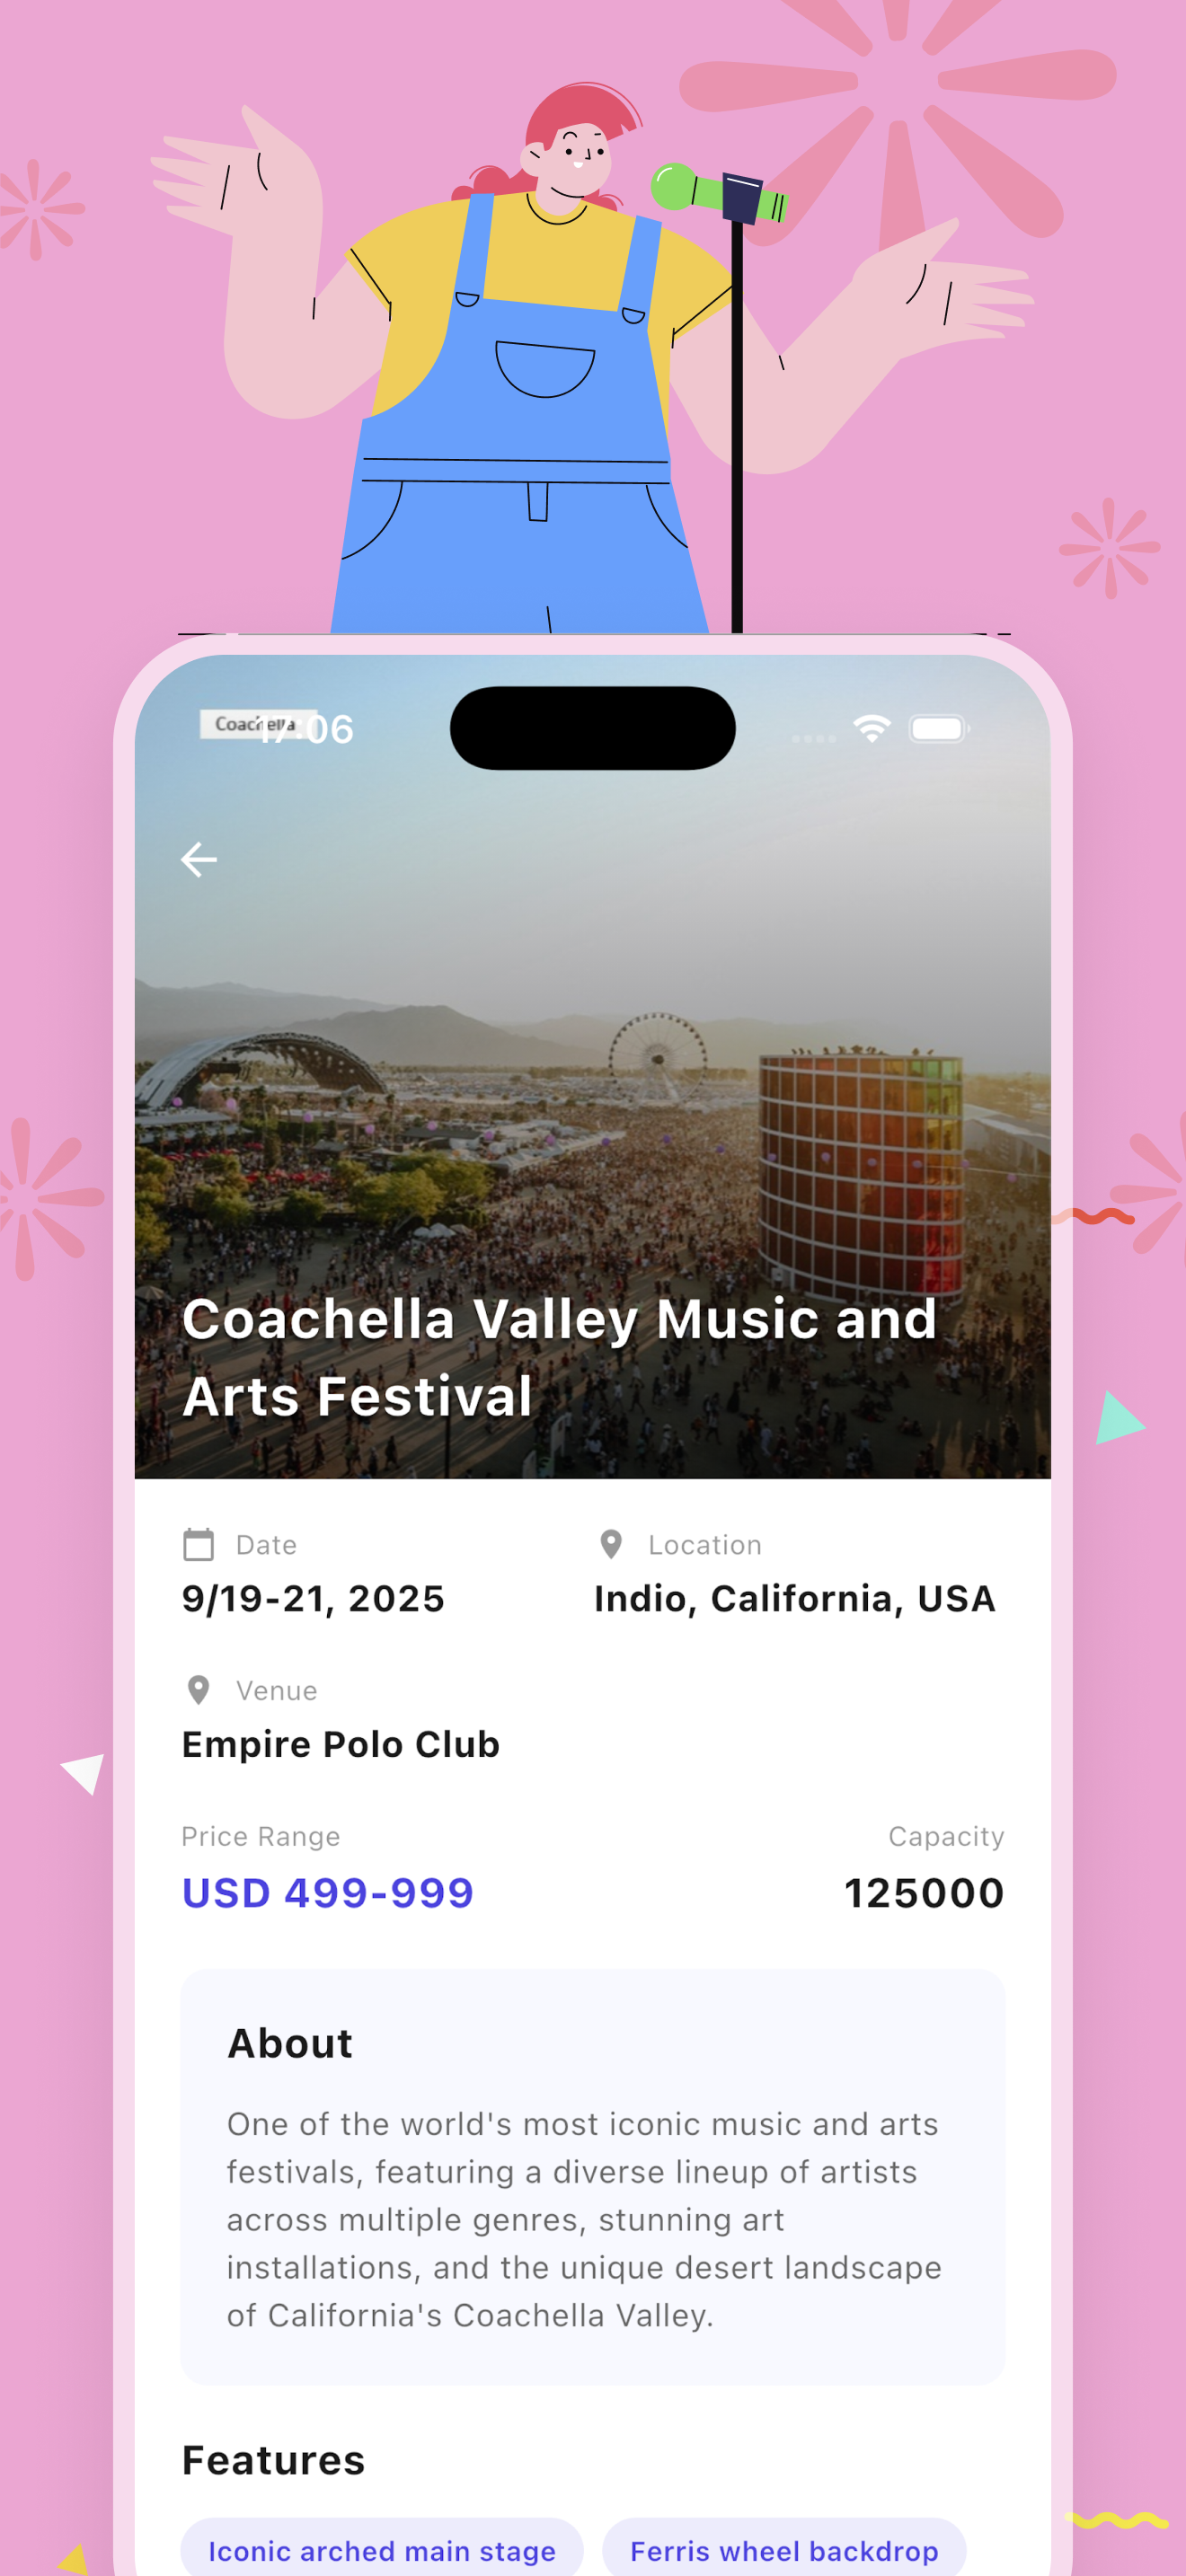 Coachella
17:06
Coachella Valley Music and
Arts Festival
Date
Location
9/19-21, 2025
Indio, California, USA
Venue
Empire Polo Club
Price Range
Capacity
USD 499-999
125000
About
One of the world's most iconic music and arts
festivals, featuring a diverse lineup of artists
across multiple genres, stunning art
installations, and the unique desert landscape
of California's Coachella Valley.
Features
Iconic arched main stage
Ferris wheel backdrop